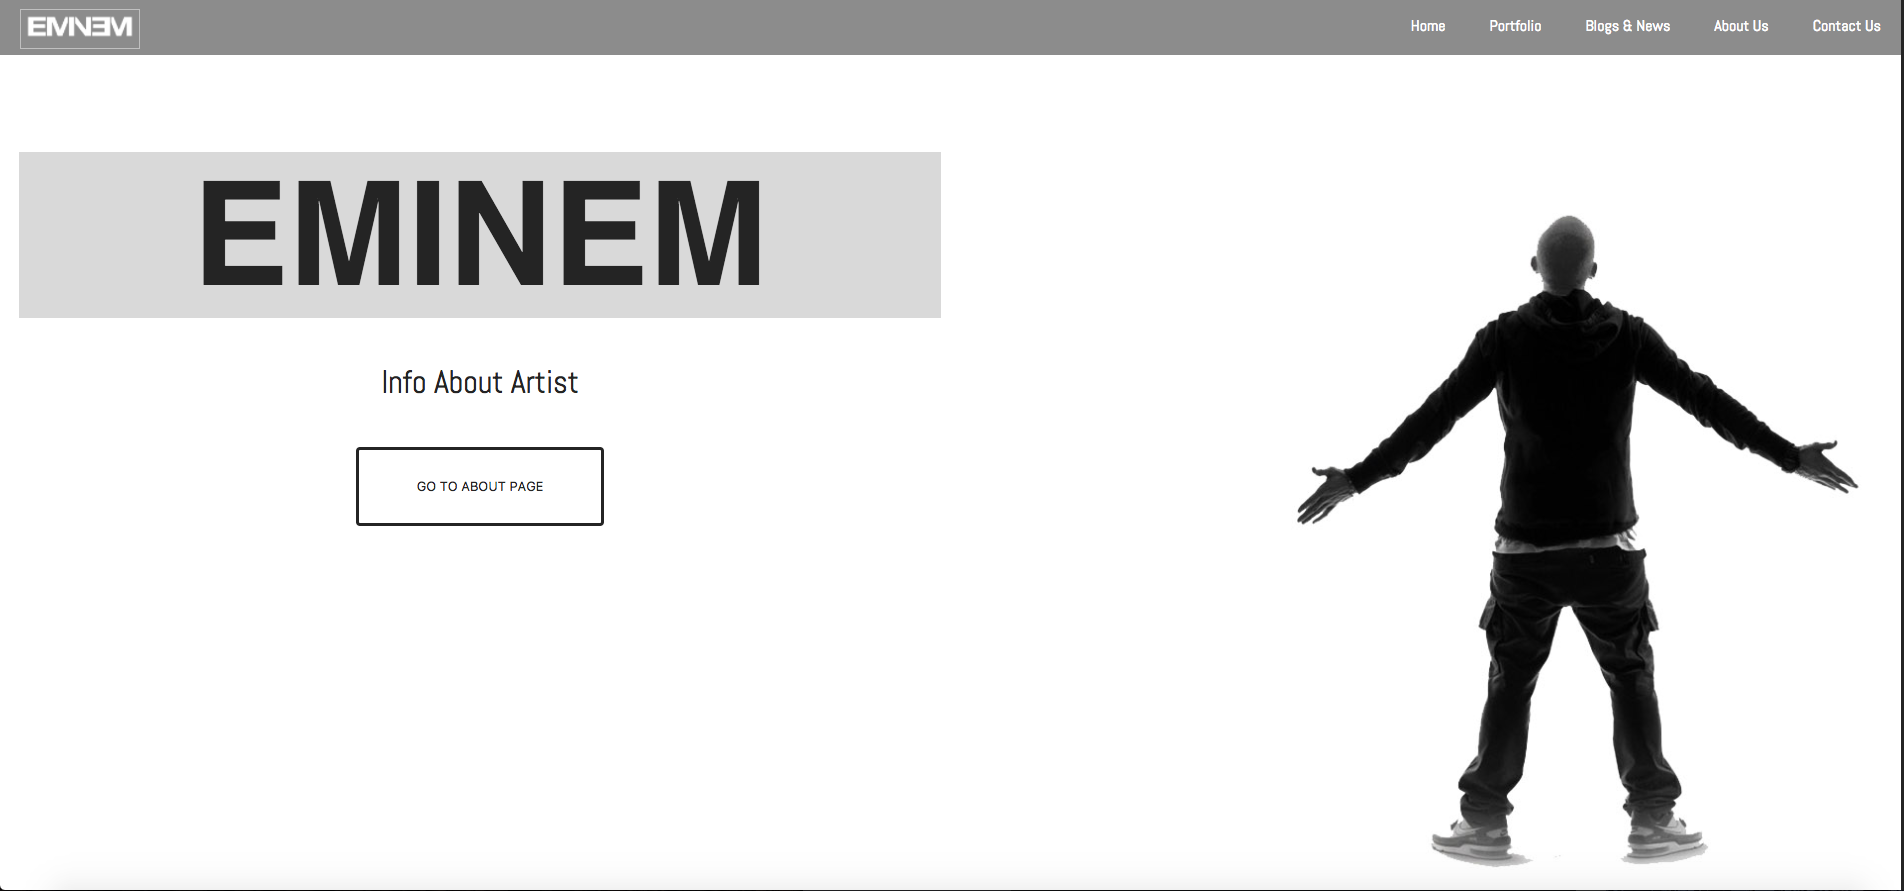 EMINEM
Home Portfolio Blogs & News About Us Contact Us
EMINEM
Info About Artist
GO TO ABOUT PAGE